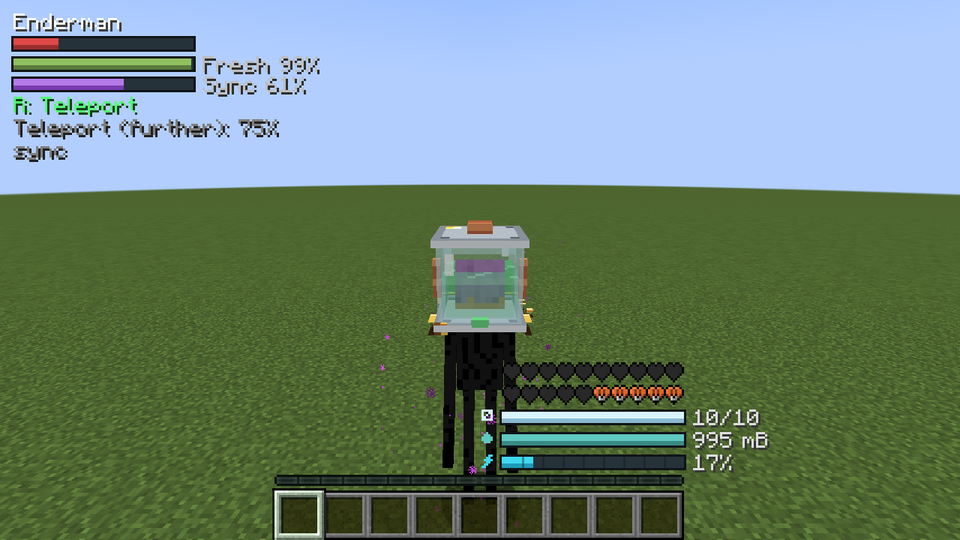 Enderman
Fresh 99%
Sync 61%
R: Teleport
Teleport (further): 75%
sync
10/10
995 mB
17%